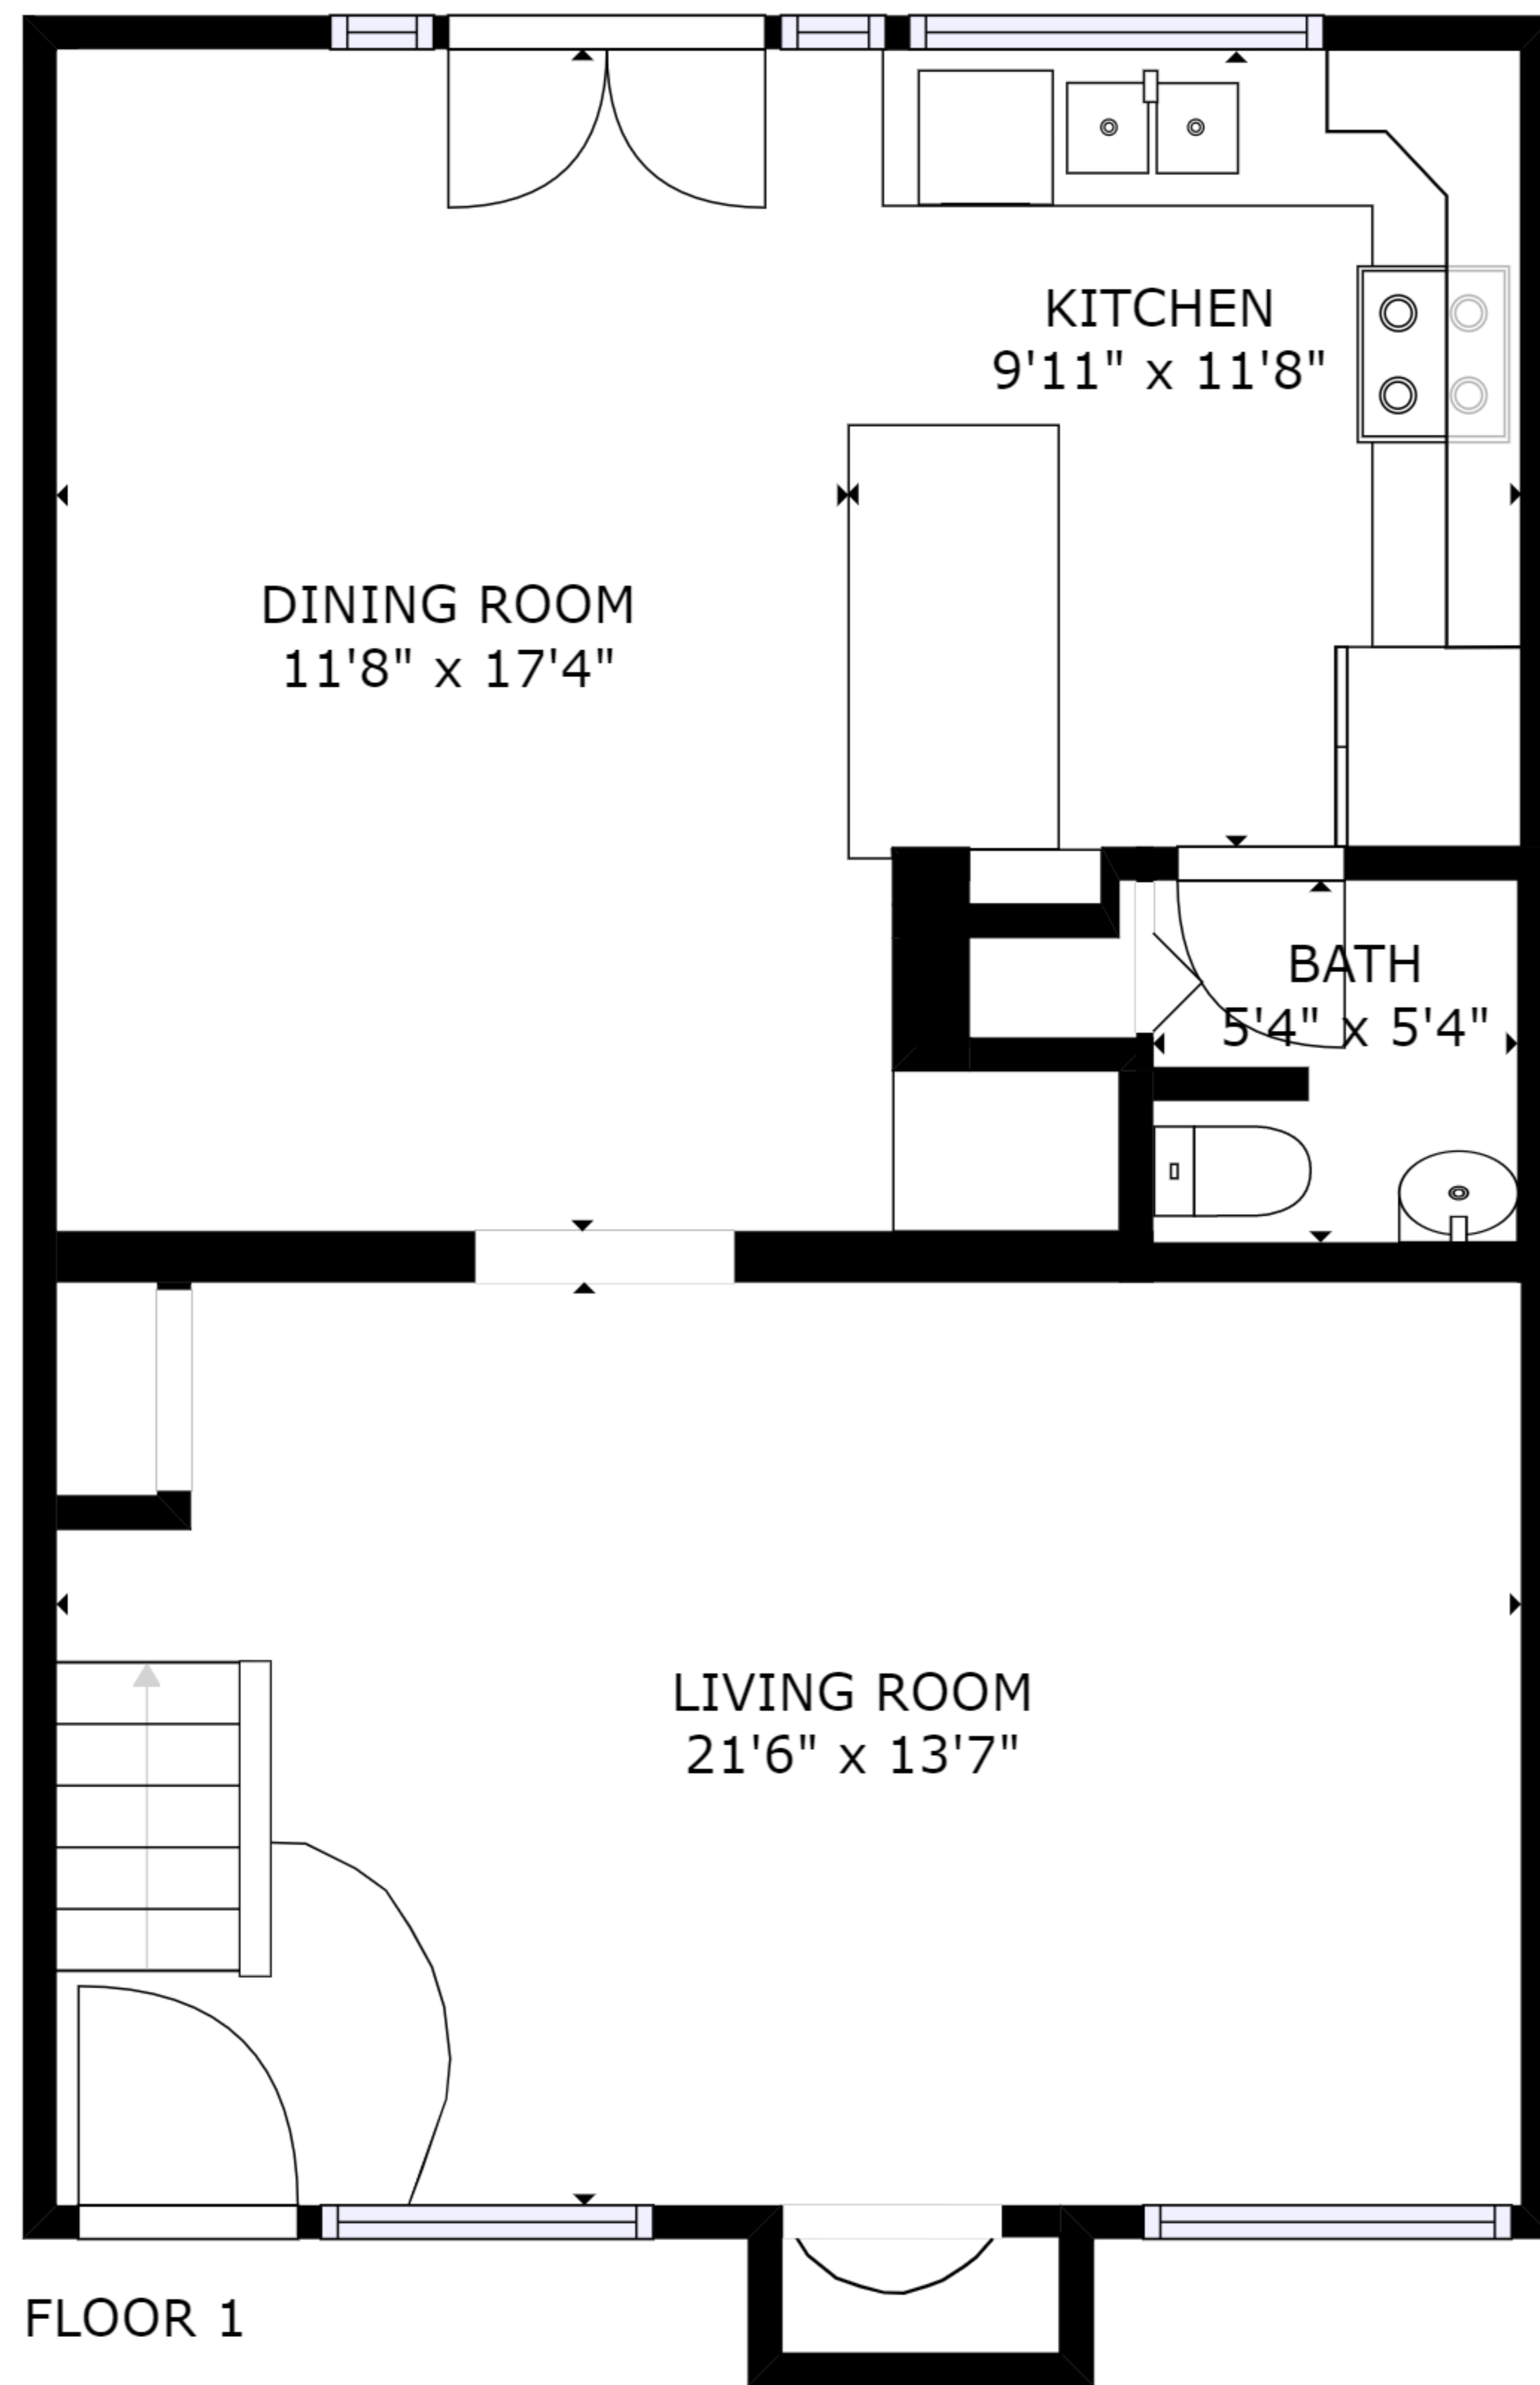 KITCHEN
9'11" x 11'8"
DINING ROOM
11'8" x 17'4"
BATH
5'4" x 5'4"
LIVING ROOM
21'6" x 13'7"
FLOOR 1